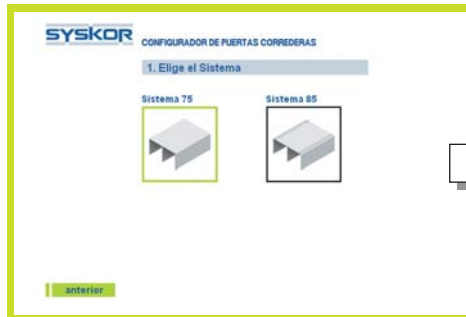 SYSKOR
CONFIGURADOR DE PUERTAS CORREDERAS
1. Elige el Sistema
Sistema 75
Sistema 85
anterior